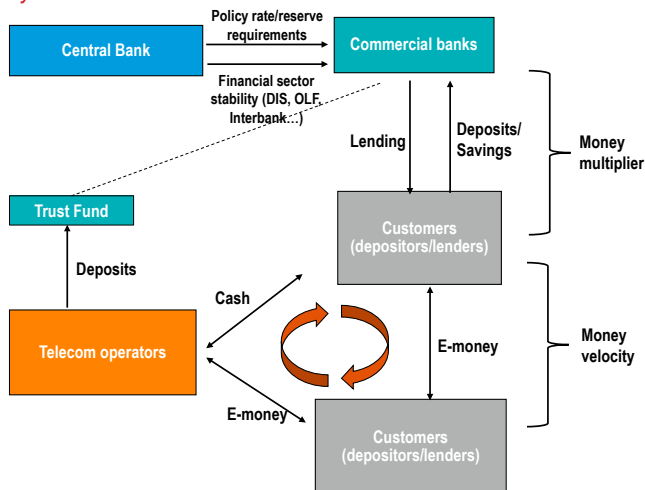 Policy rate/reserve
requirements
Central Bank
Commercial banks
Financial sector
stability (DIS, OLF,
Interbank…)
Lending
Deposits/
Savings
Money
multiplier
Trust Fund
Customers
(depositors/lenders)
Deposits
Cash
Telecom operators
E-money
Money
velocity
E-money
Customers
(depositors/lenders)